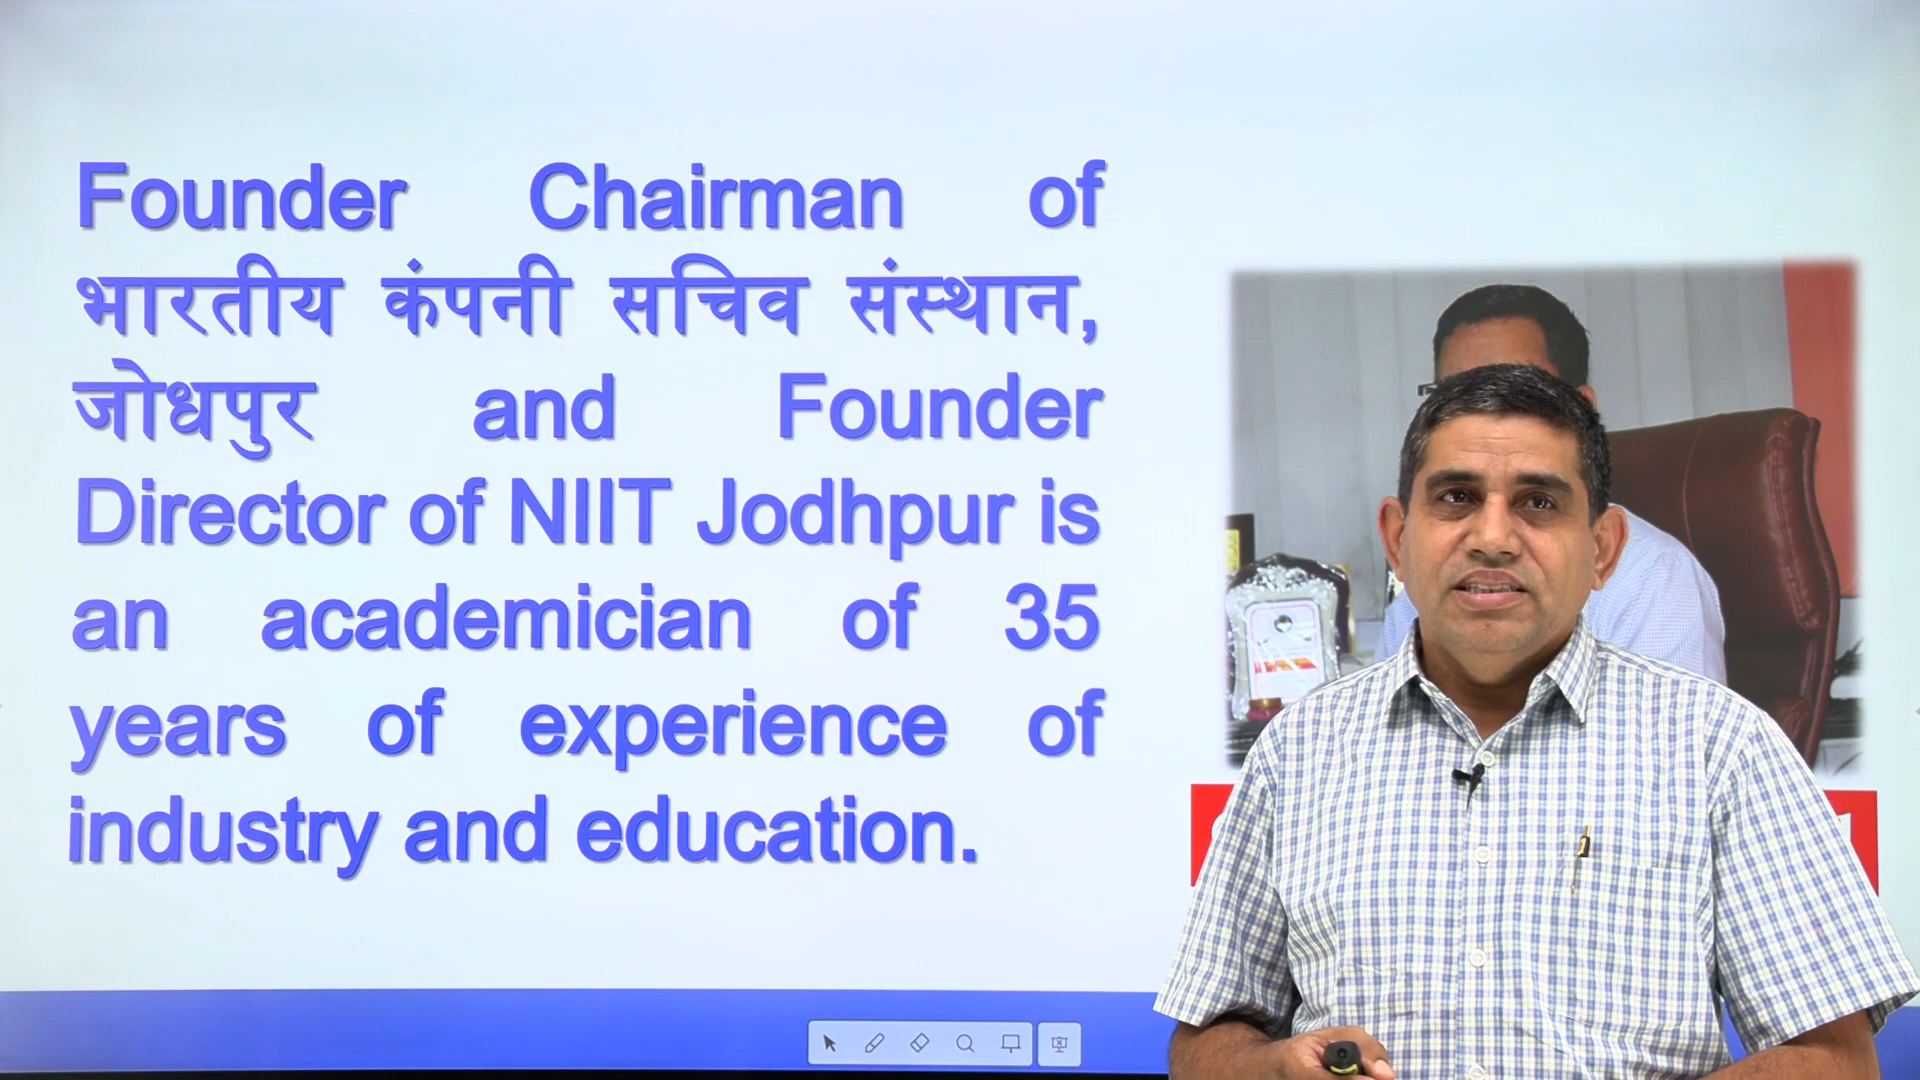 Founder Chairman of
भारतीय कंपनी सचिव संस्थान,
जोधपुर and Founder
Director of NIIT Jodhpur is
an academician of 35
years of experience of
industry and education.